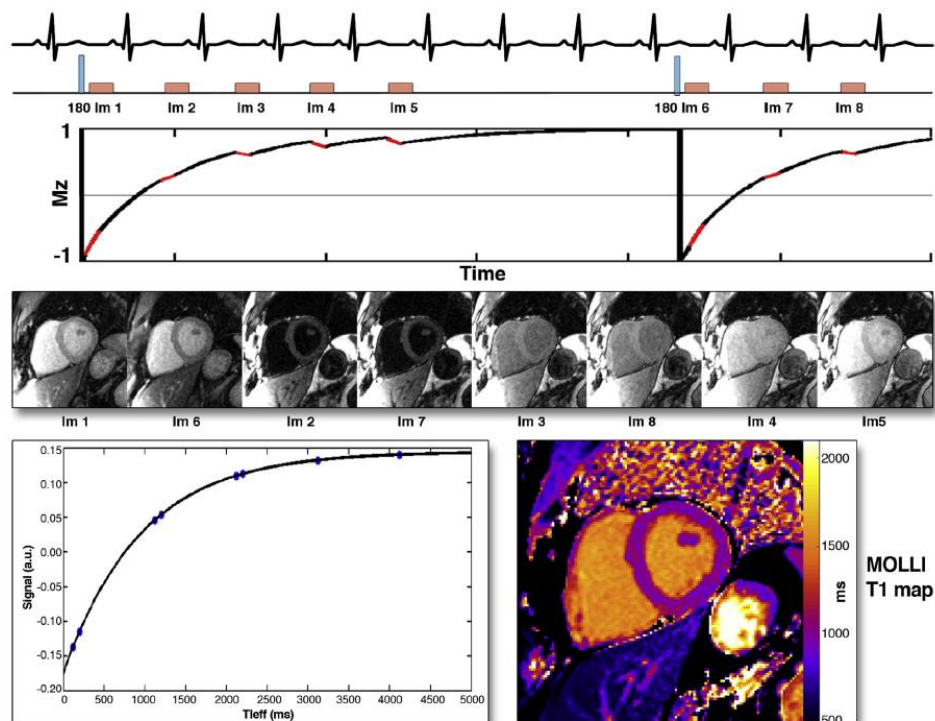 180 Im 1 Im 2 Im 3 Im 4 Im 5 180 Im 6 Im 7 Im 8
1
Mz
-1
Time
Im 1 Im 6 Im 2 Im 7 Im 3 Im 8 Im 4 Im5
0.15
0.10
0.05
0.00
-0.05
-0.10
-0.15
-0.20
Signal (a.u.)
0 500 1000 1500 2000 2500 3000 3500 4000 4500 5000
TIeff (ms)
2000
1500
1000
500
ms
MOLLI
T1 map